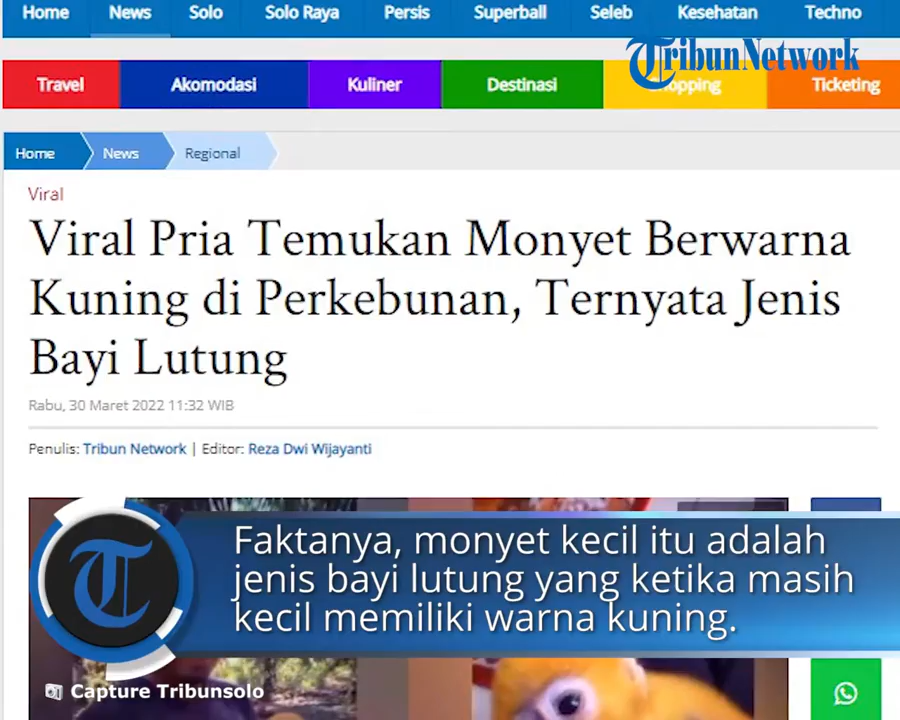 Home News Solo Solo Raya Persis Superball Seleb Kesehatan Techno
TribunNetwork
Travel Akomodasi Kuliner Destinasi Shopping Ticketing
Home News Regional
Viral
Viral Pria Temukan Monyet Berwarna
Kuning di Perkebunan, Ternyata Jenis
Bayi Lutung
Rabu, 30 Maret 2022 11:32 WIB
Penulis: Tribun Network | Editor: Reza Dwi Wijayanti
Faktanya, monyet kecil itu adalah
jenis bayi lutung yang ketika masih
kecil memiliki warna kuning.
T
Capture Tribunsolo